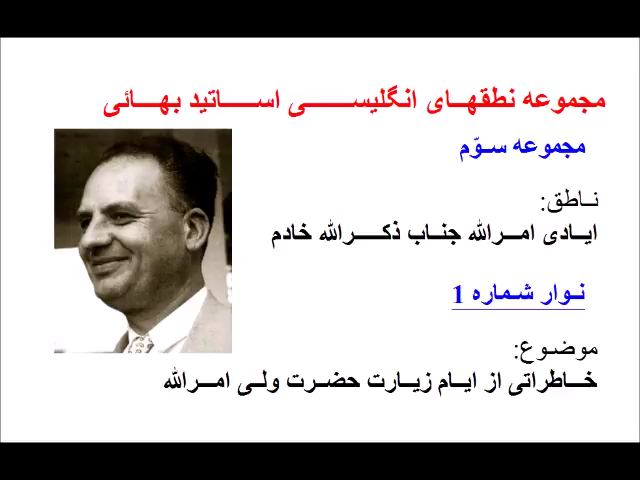 مجموعه نطقهای انگلیسی اساتید بهائی
مجموعه سوّم
ناطق:
ایادی امرالله جناب ذکرالله خادم
نوار شماره 1
موضوع:
خاطراتی از ایام زیارت حضرت ولی امرالله